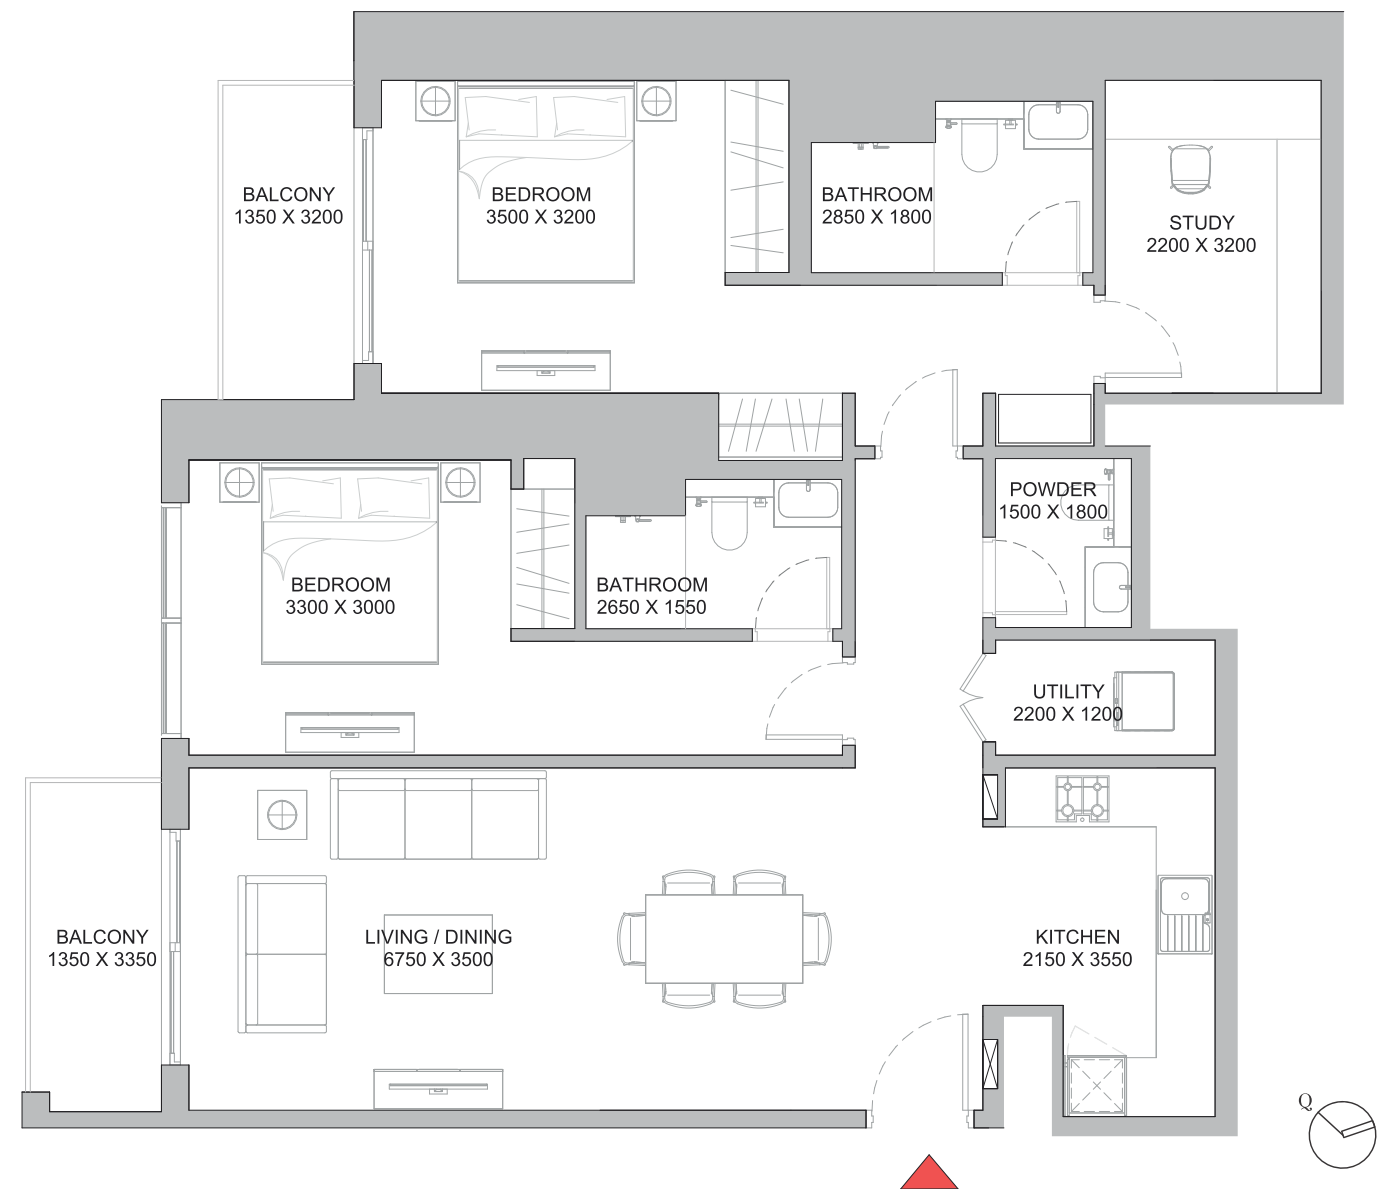 BALCONY
1350 X 3200
BEDROOM
3500 X 3200
BATHROOM
2850 X 1800
STUDY
2200 X 3200
BEDROOM
3300 X 3000
BATHROOM
2650 X 1550
POWDER
1500 X 1800
UTILITY
2200 X 1200
BALCONY
1350 X 3350
LIVING / DINING
6750 X 3500
KITCHEN
2150 X 3550
Q